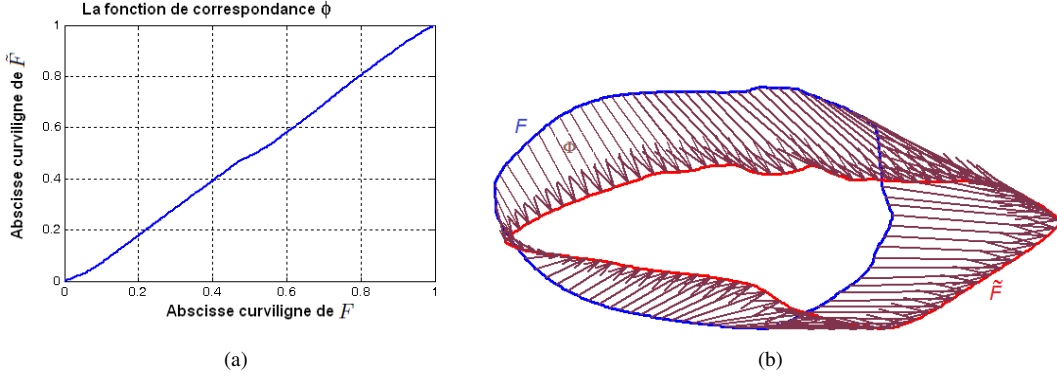 La fonction de correspondance ϕ
1
0.8
0.6
0.4
0.2
0
0 0.2 0.4 0.6 0.8 1
Abscisse curviligne de F̃
Abscisse curviligne de F
(a)
F
Φ
F̃
(b)